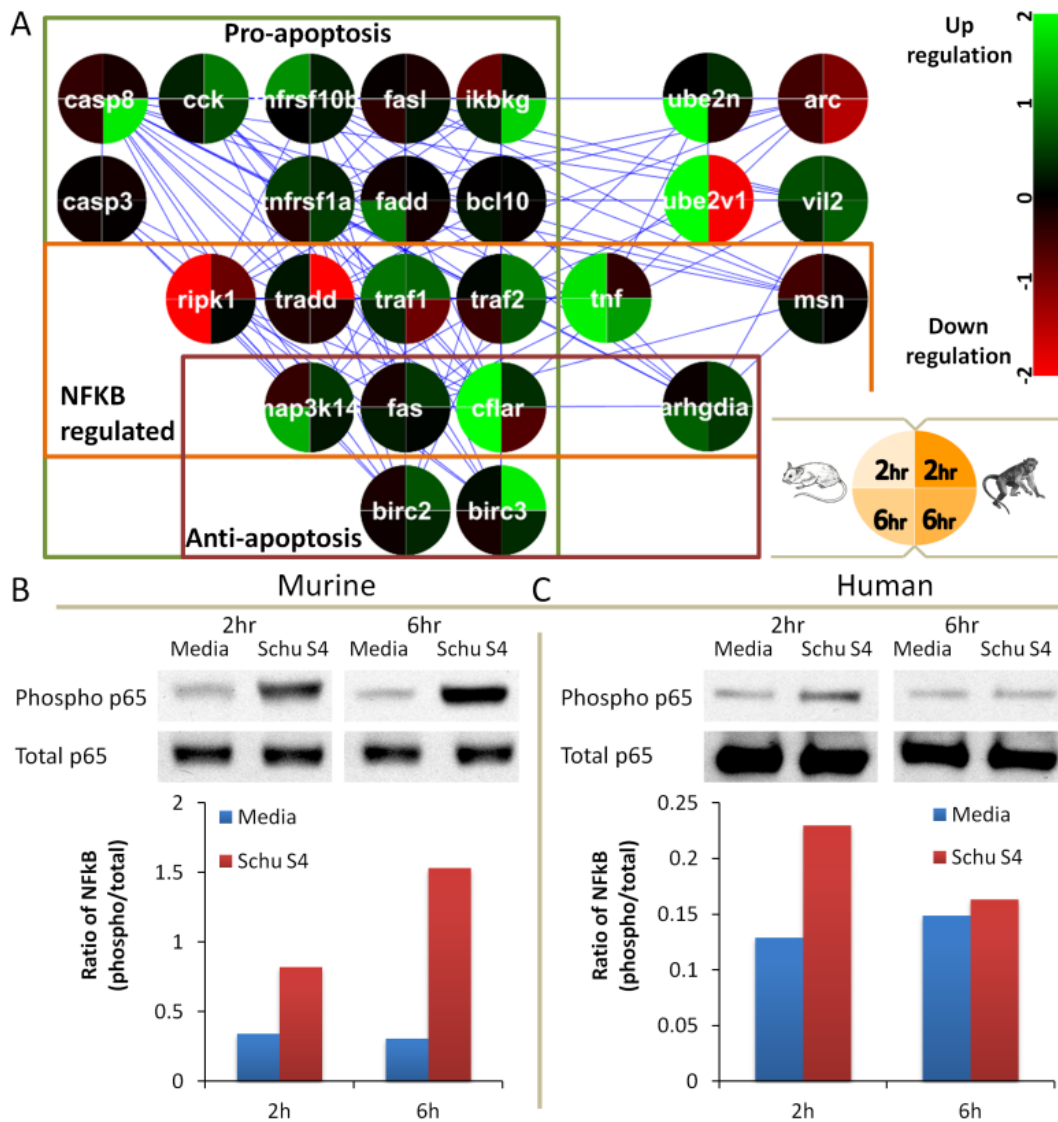 A
Pro-apoptosis
casp8 cck nfrsf10b fasl ikbkg ube2n arc
casp3 tnfrsf1a fadd bcl10 ube2v1 vil2
ripk1 tradd traf1 traf2 tnf msn
NFKB
regulated
map3k14 fas cflar arhgdia
birc2 birc3
Anti-apoptosis
Up
regulation
Down
regulation
2
1
0
-1
-2
2hr 2hr
6hr 6hr
B Murine
2hr 6hr
Media Schu S4 Media Schu S4
Phospho p65
Total p65
Ratio of NFkB
(phospho/total)
2
1.5
1
0.5
0
Media
Schu S4
2h 6h
C Human
2hr 6hr
Media Schu S4 Media Schu S4
Phospho p65
Total p65
Ratio of NFkB
(phospho/total)
0.25
0.2
0.15
0.1
0.05
0
Media
Schu S4
2h 6h